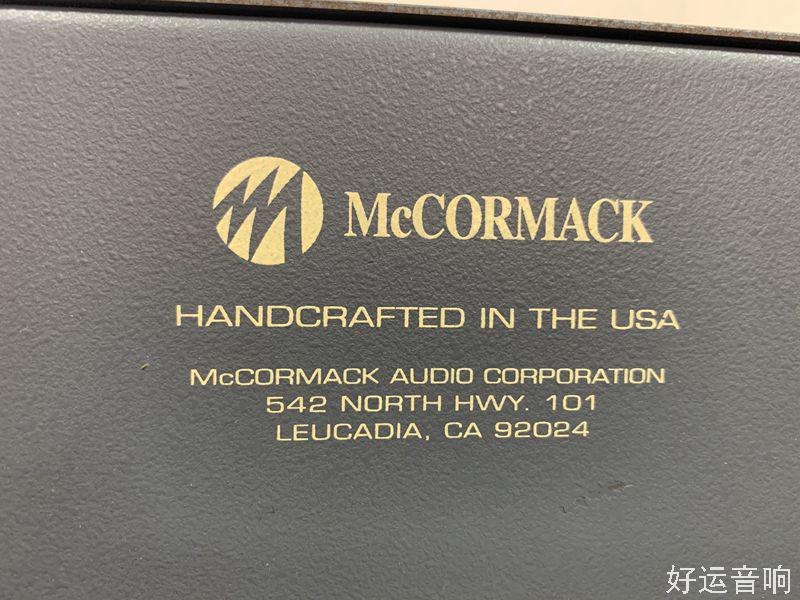 McCORMACK
HANDCRAFTED IN THE USA
McCORMACK AUDIO CORPORATION
542 NORTH HWY. 101
LEUCADIA, CA 92024
好运音响